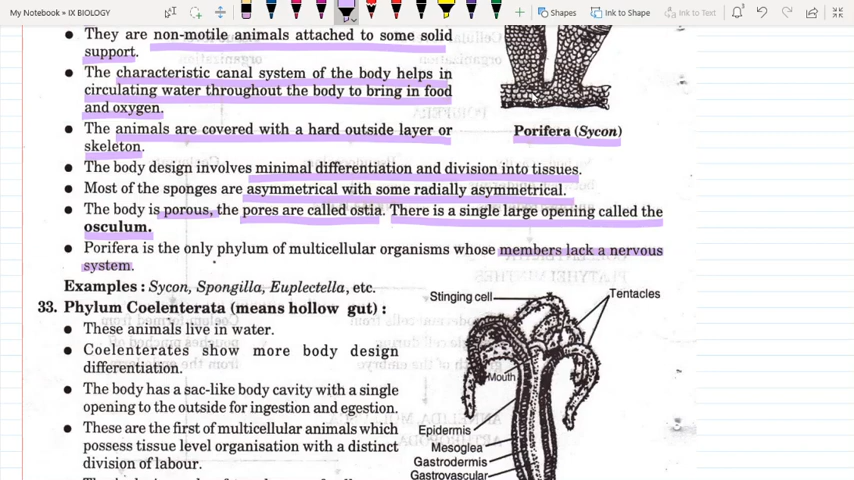 My Notebook > IX BIOLOGY
Shapes
Ink to Shape
Ink to Text
They are non-motile animals attached to some solid
support.
The characteristic canal system of the body helps in
circulating water throughout the body to bring in food
and oxygen.
The animals are covered with a hard outside layer or
skeleton.
Porifera (Sycon)
The body design involves minimal differentiation and division into tissues.
Most of the sponges are asymmetrical with some radially asymmetrical.
The body is porous, the pores are called ostia. There is a single large opening called the
osculum.
Porifera is the only phylum of multicellular organisms whose members lack a nervous
system.
Examples : Sycon, Spongilla, Euplectella, etc.
33. Phylum Coelenterata (means hollow gut) :
These animals live in water.
Coelenterates show more body design
differentiation.
The body has a sac-like body cavity with a single
opening to the outside for ingestion and egestion.
These are the first of multicellular animals which
possess tissue level organisation with a distinct
division of labour.
Stinging cell
Tentacles
Mouth
Epidermis
Mesoglea
Gastrodermis
Gastrovascular